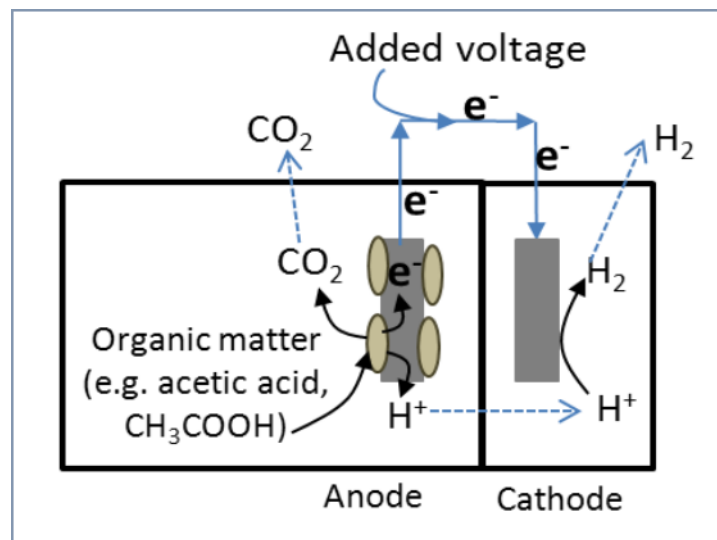 Added voltage
e⁻
CO₂
e⁻
H₂
e⁻
CO₂
e⁻
H₂
Organic matter
(e.g. acetic acid,
CH₃COOH)
H⁺
H⁺
Anode
Cathode